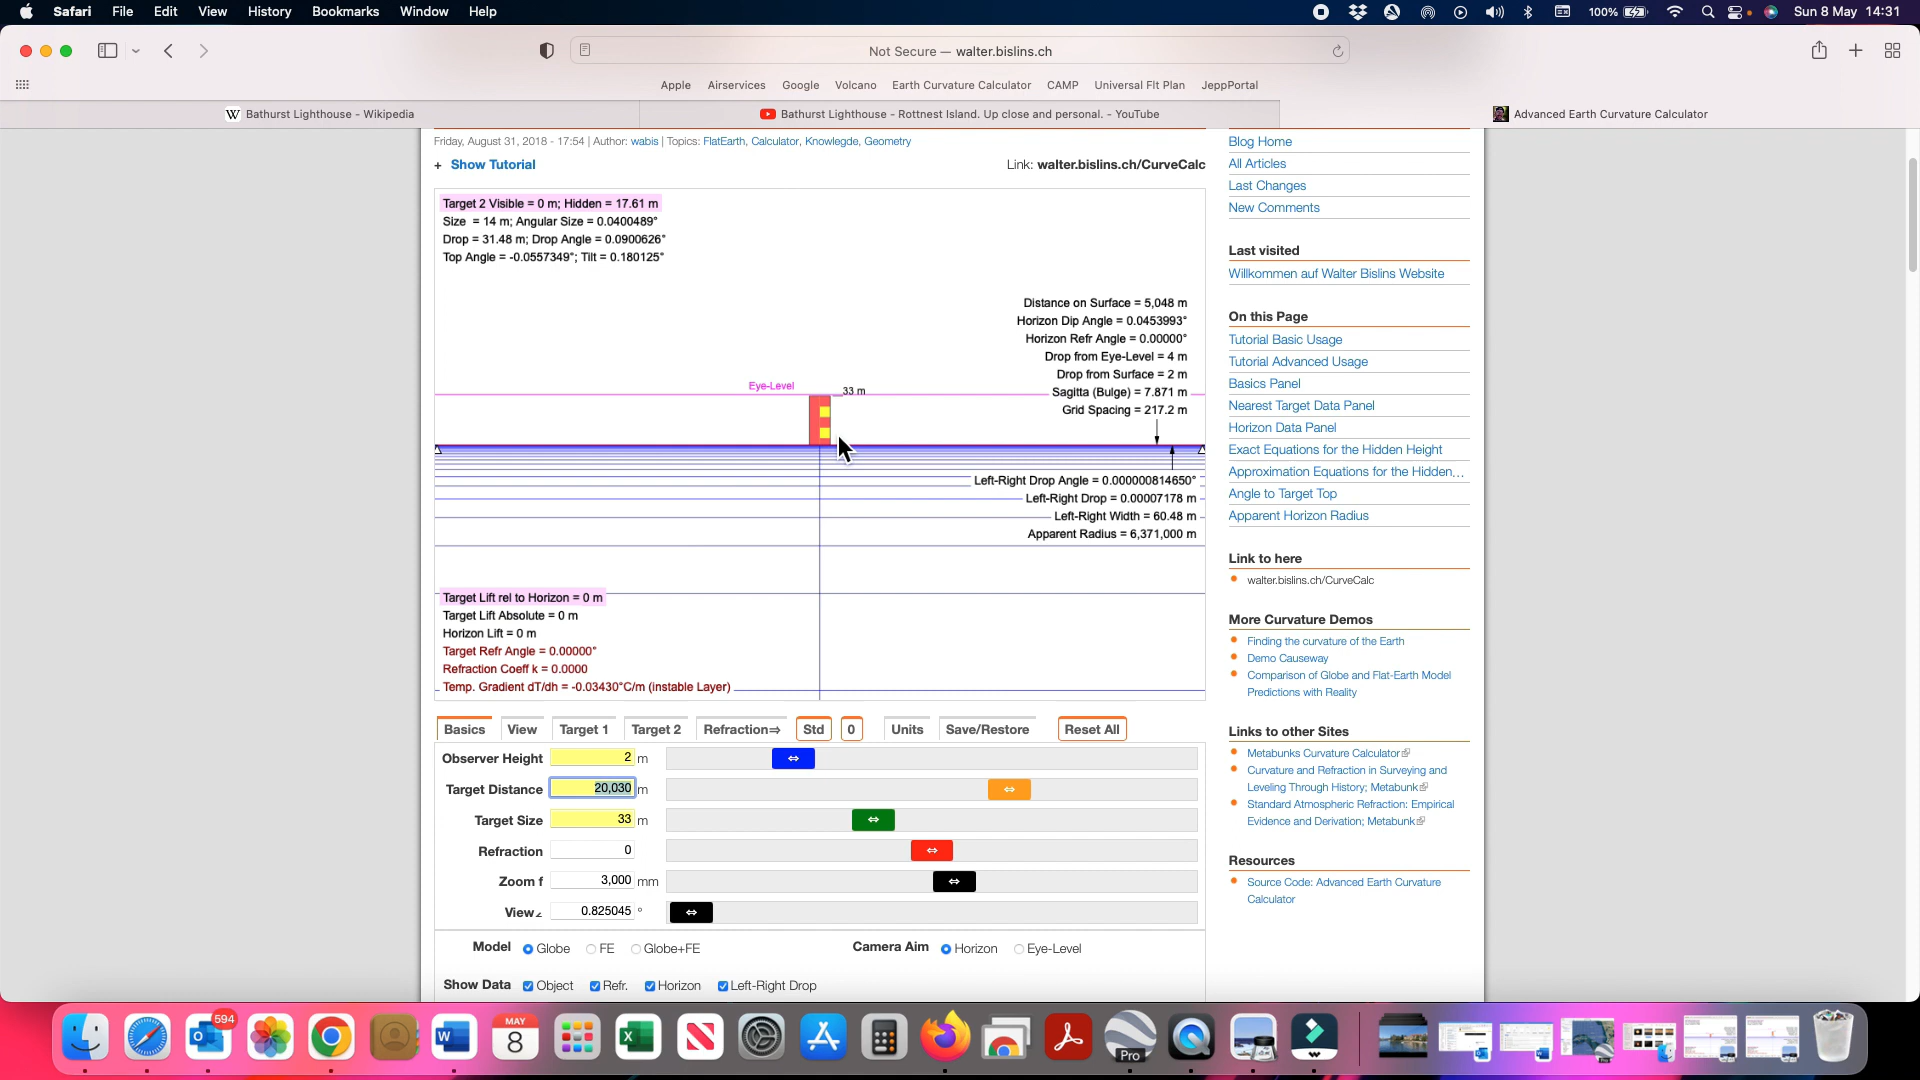 Safari File Edit View History Bookmarks Window Help 100% Sun 8 May 14:31
Not Secure — walter.bislins.ch
Apple Airservices Google Volcano Earth Curvature Calculator CAMP Universal Flt Plan JeppPortal
W Bathurst Lighthouse - Wikipedia Bathurst Lighthouse - Rottnest Island. Up close and personal. - YouTube Advanced Earth Curvature Calculator
Friday, August 31, 2018 - 17:54 | Author: wabis | Topics: FlatEarth, Calculator, Knowlegde, Geometry
+ Show Tutorial Link: walter.bislins.ch/CurveCalc
Target 2 Visible = 0 m; Hidden = 17.61 m
Size = 14 m; Angular Size = 0.0400489°
Drop = 31.48 m; Drop Angle = 0.0900626°
Top Angle = -0.0557349°; Tilt = 0.180125°
Distance on Surface = 5,048 m
Horizon Dip Angle = 0.0453993°
Horizon Refr Angle = 0.00000°
Drop from Eye-Level = 4 m
Drop from Surface = 2 m
Eye-Level 33 m Sagitta (Bulge) = 7.871 m
Grid Spacing = 217.2 m
Left-Right Drop Angle = 0.000000814650°
Left-Right Drop = 0.00007178 m
Left-Right Width = 60.48 m
Apparent Radius = 6,371,000 m
Target Lift rel to Horizon = 0 m
Target Lift Absolute = 0 m
Horizon Lift = 0 m
Target Refr Angle = 0.00000°
Refraction Coeff k = 0.0000
Temp. Gradient dT/dh = -0.03430°C/m (instable Layer)
Basics View Target 1 Target 2 Refraction⇒ Std 0 Units Save/Restore Reset All
Observer Height 2 m
Target Distance 20,030 m
Target Size 33 m
Refraction 0
Zoom f 3,000 mm
View∠ 0.825045 °
Model Globe FE Globe+FE Camera Aim Horizon Eye-Level
Show Data Object Refr. Horizon Left-Right Drop
Blog Home
All Articles
Last Changes
New Comments
Last visited
Willkommen auf Walter Bislins Website
On this Page
Tutorial Basic Usage
Tutorial Advanced Usage
Basics Panel
Nearest Target Data Panel
Horizon Data Panel
Exact Equations for the Hidden Height
Approximation Equations for the Hidden...
Angle to Target Top
Apparent Horizon Radius
Link to here
walter.bislins.ch/CurveCalc
More Curvature Demos
Finding the curvature of the Earth
Demo Causeway
Comparison of Globe and Flat-Earth Model
Predictions with Reality
Links to other Sites
Metabunks Curvature Calculator
Curvature and Refraction in Surveying and
Leveling Through History; Metabunk
Standard Atmospheric Refraction: Empirical
Evidence and Derivation; Metabunk
Resources
Source Code: Advanced Earth Curvature
Calculator
594
MAY
8
Pro